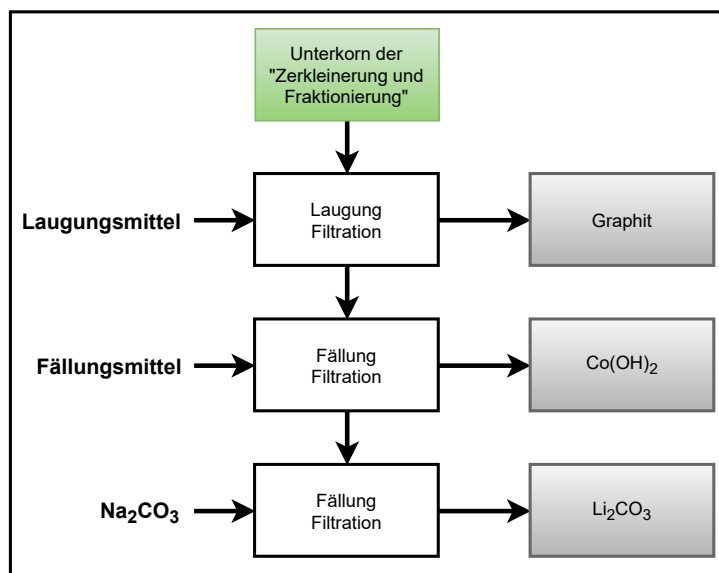 Unterkorn der
"Zerkleinerung und
Fraktionierung"
Laugungsmittel
Laugung
Filtration
Graphit
Fällungsmittel
Fällung
Filtration
Co(OH)₂
Na₂CO₃
Fällung
Filtration
Li₂CO₃